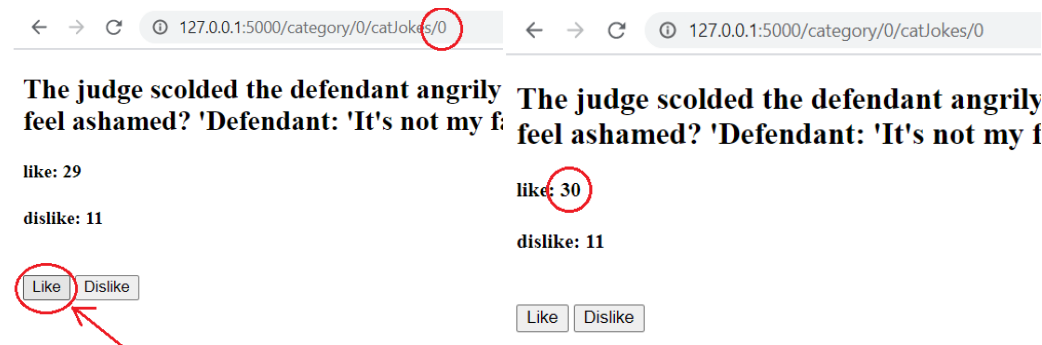 127.0.0.1:5000/category/0/catJokes/0
The judge scolded the defendant angrily
feel ashamed? 'Defendant: 'It's not my
like: 29
dislike: 11
Like Dislike
127.0.0.1:5000/category/0/catJokes/0
The judge scolded the defendant angrily
feel ashamed? 'Defendant: 'It's not my
like: 30
dislike: 11
Like Dislike